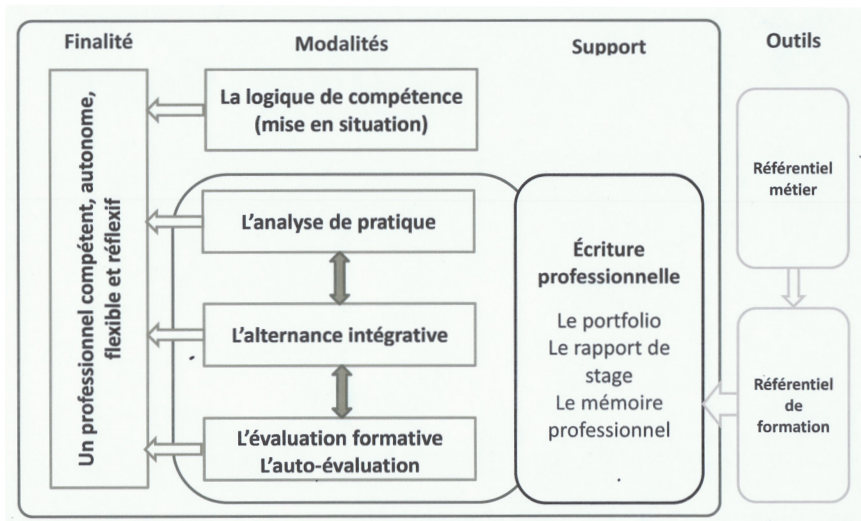 Finalité
Modalités
Support
Outils
Un professionnel compétent, autonome,
flexible et réflexif
La logique de compétence
(mise en situation)
L'analyse de pratique
L'alternance intégrative
L'évaluation formative
L'auto-évaluation
Écriture
professionnelle
Le portfolio
Le rapport de
stage
Le mémoire
professionnel
Référentiel
métier
Référentiel
de
formation